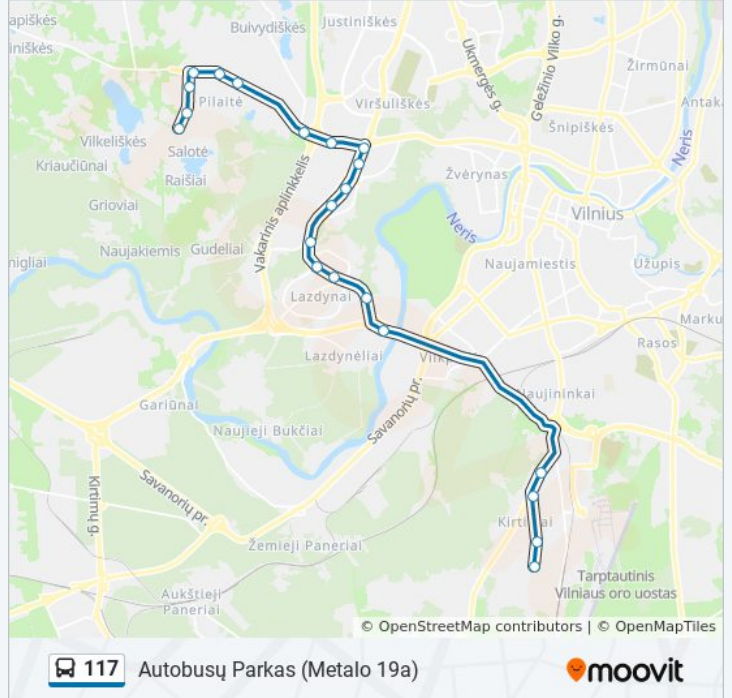 apiškės
Buivydiškės
Justiniškės
iniškės
Ukmergės g.
Geležinio Vilko g.
Žirmūnai
Pilaitė
Viršuliškės
Antaka
Šnipiškės
Vilkeliškės
Salotė
Neris
Kriaučiūnai
Raišiai
Žvėrynas
Grioviai
Vakarinis aplinkkelis
Neris
Vilnius
Naujakiemis
Gudeliai
nigliai
Naujamiestis
Užupis
Lazdynai
Marku
Lazdynėliai
Vilkp
Rasos
Gariūnai
Savanorių pr.
Naujininkai
Naujieji Bukčiai
Kirtimų g.
Savanorių pr.
Kirtimai
Žemieji Paneriai
Tarptautinis
Vilniaus oro uostas
Aukštieji
Paneriai
© OpenStreetMap contributors | © OpenMapTiles
117 Autobusų Parkas (Metalo 19a)
moovit